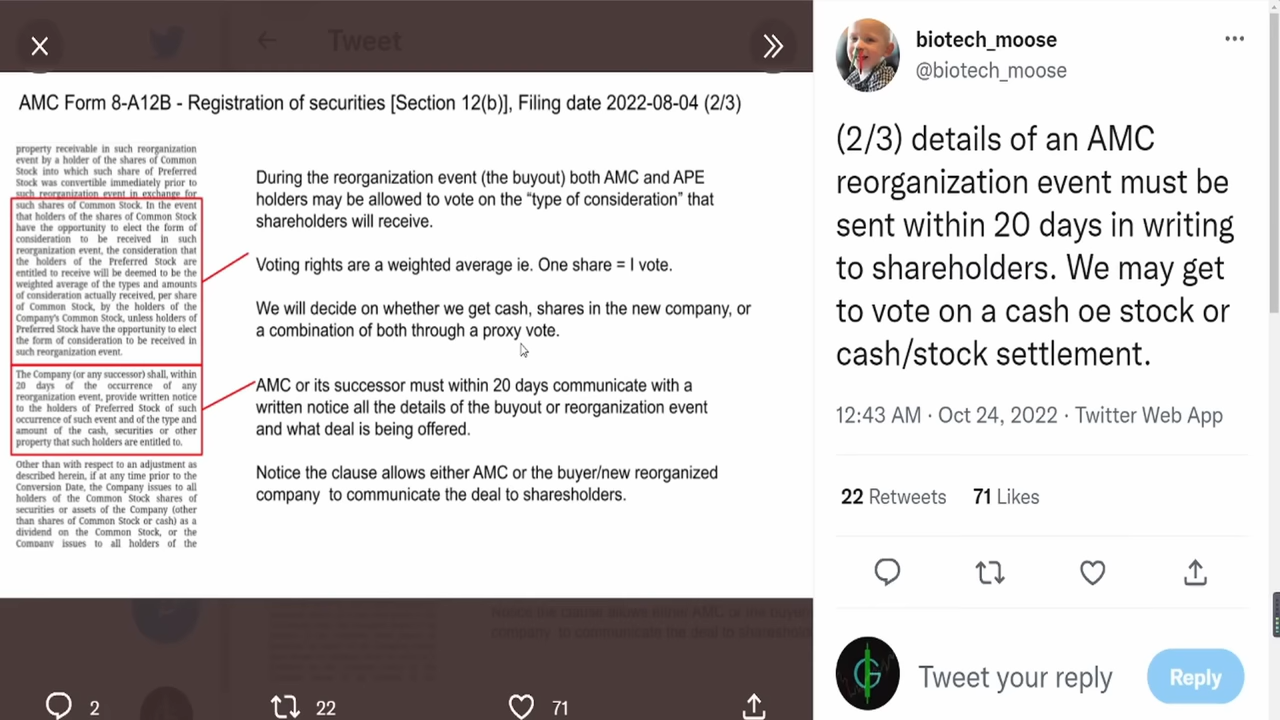 Tweet
AMC Form 8-A12B - Registration of securities [Section 12(b)], Filing date 2022-08-04 (2/3)
property receivable in such reorganization
event by a holder of the shares of Common
Stock into which such share of Preferred
Stock was convertible immediately prior to
such reorganization event in exchange for
such shares of Common Stock. In the event
that holders of the shares of Common Stock
have the opportunity to elect the form of
consideration to be received in such
reorganization event, the consideration that
the holders of the Preferred Stock are
entitled to receive will be deemed to be the
weighted average of the types and amounts
of consideration actually received, per share
of Common Stock, by the holders of the
Company's Common Stock, unless holders of
Preferred Stock have the opportunity to elect
the form of consideration to be received in
such reorganization event.
The Company (or any successor) shall, within
20 days of the occurrence of any
reorganization event, provide written notice
to the holders of Preferred Stock of such
occurrence of such event and of the type and
amount of the cash, securities or other
property that such holders are entitled to.
Other than with respect to an adjustment as
described herein, if at any time prior to the
Conversion Date, the Company issues to all
holders of the Common Stock shares of
securities or assets of the Company (other
than shares of Common Stock or cash) as a
dividend on the Common Stock, or the
Company issues to all holders of the
During the reorganization event (the buyout) both AMC and APE
holders may be allowed to vote on the “type of consideration” that
shareholders will receive.
Voting rights are a weighted average ie. One share = I vote.
We will decide on whether we get cash, shares in the new company, or
a combination of both through a proxy vote.
AMC or its successor must within 20 days communicate with a
written notice all the details of the buyout or reorganization event
and what deal is being offered.
Notice the clause allows either AMC or the buyer/new reorganized
company to communicate the deal to sharesholders.
Notice the clause allows either AMC or the buyer
company to communicate the deal to sharesho
2
22
71
biotech_moose
@biotech_moose
(2/3) details of an AMC
reorganization event must be
sent within 20 days in writing
to shareholders. We may get
to vote on a cash oe stock or
cash/stock settlement.
12:43 AM · Oct 24, 2022 · Twitter Web App
22 Retweets 71 Likes
Tweet your reply
Reply